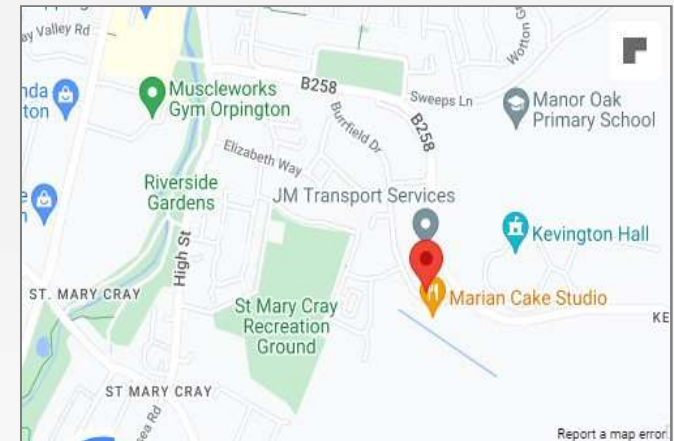 ay Valley Rd
Wotton G
nda
ton
Muscleworks
Gym Orpington
B258
Sweeps Ln
Manor Oak
Primary School
Burrfield Dr
B258
Elizabeth Way
Riverside
Gardens
JM Transport Services
High St
Kevington Hall
ST. MARY CRAY
Marian Cake Studio
St Mary Cray
Recreation
Ground
KE
ST MARY CRAY
sea Rd
Report a map error